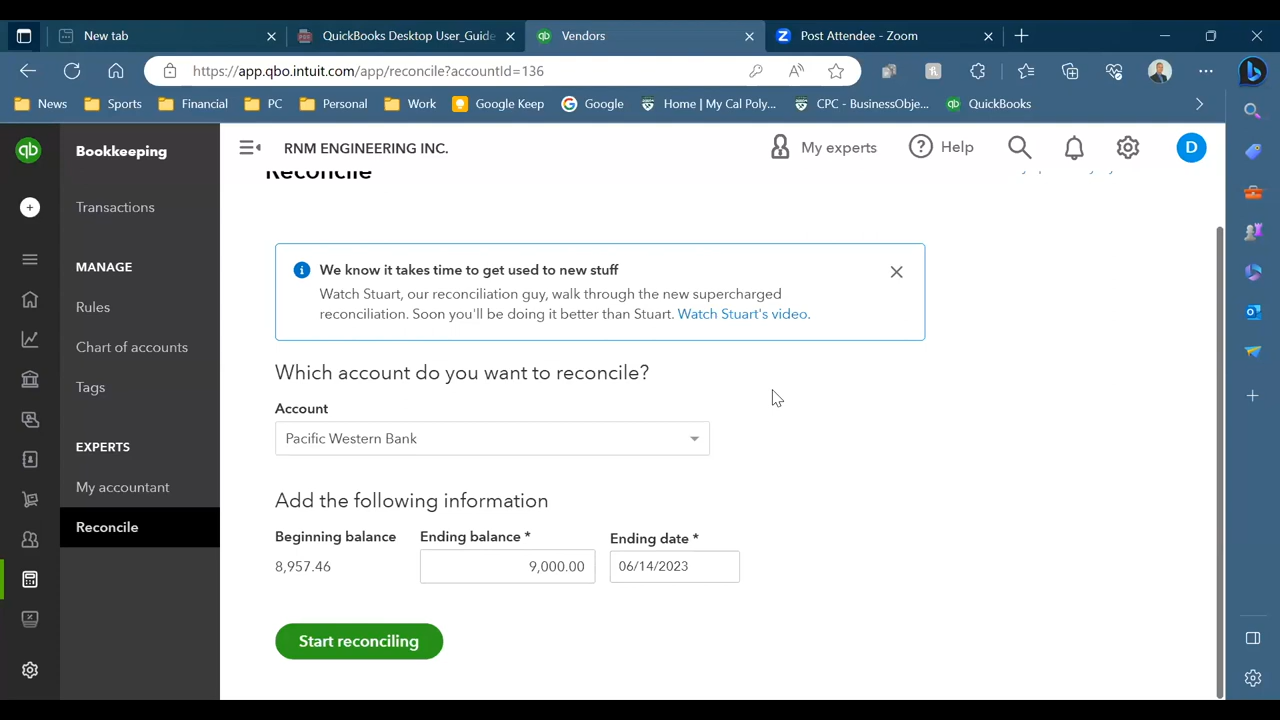 New tab
QuickBooks Desktop User_Guide
Vendors
Post Attendee - Zoom
https://app.qbo.intuit.com/app/reconcile?accountId=136
News
Sports
Financial
PC
Personal
Work
Google Keep
Google
Home | My Cal Poly...
CPC - BusinessObje...
QuickBooks
qb
Bookkeeping
RNM ENGINEERING INC.
My experts
Help
D
Reconcile
Transactions
MANAGE
Rules
Chart of accounts
Tags
EXPERTS
My accountant
Reconcile
We know it takes time to get used to new stuff
Watch Stuart, our reconciliation guy, walk through the new supercharged
reconciliation. Soon you'll be doing it better than Stuart. Watch Stuart's video.
Which account do you want to reconcile?
Account
Pacific Western Bank
Add the following information
Beginning balance
Ending balance *
Ending date *
8,957.46
9,000.00
06/14/2023
Start reconciling